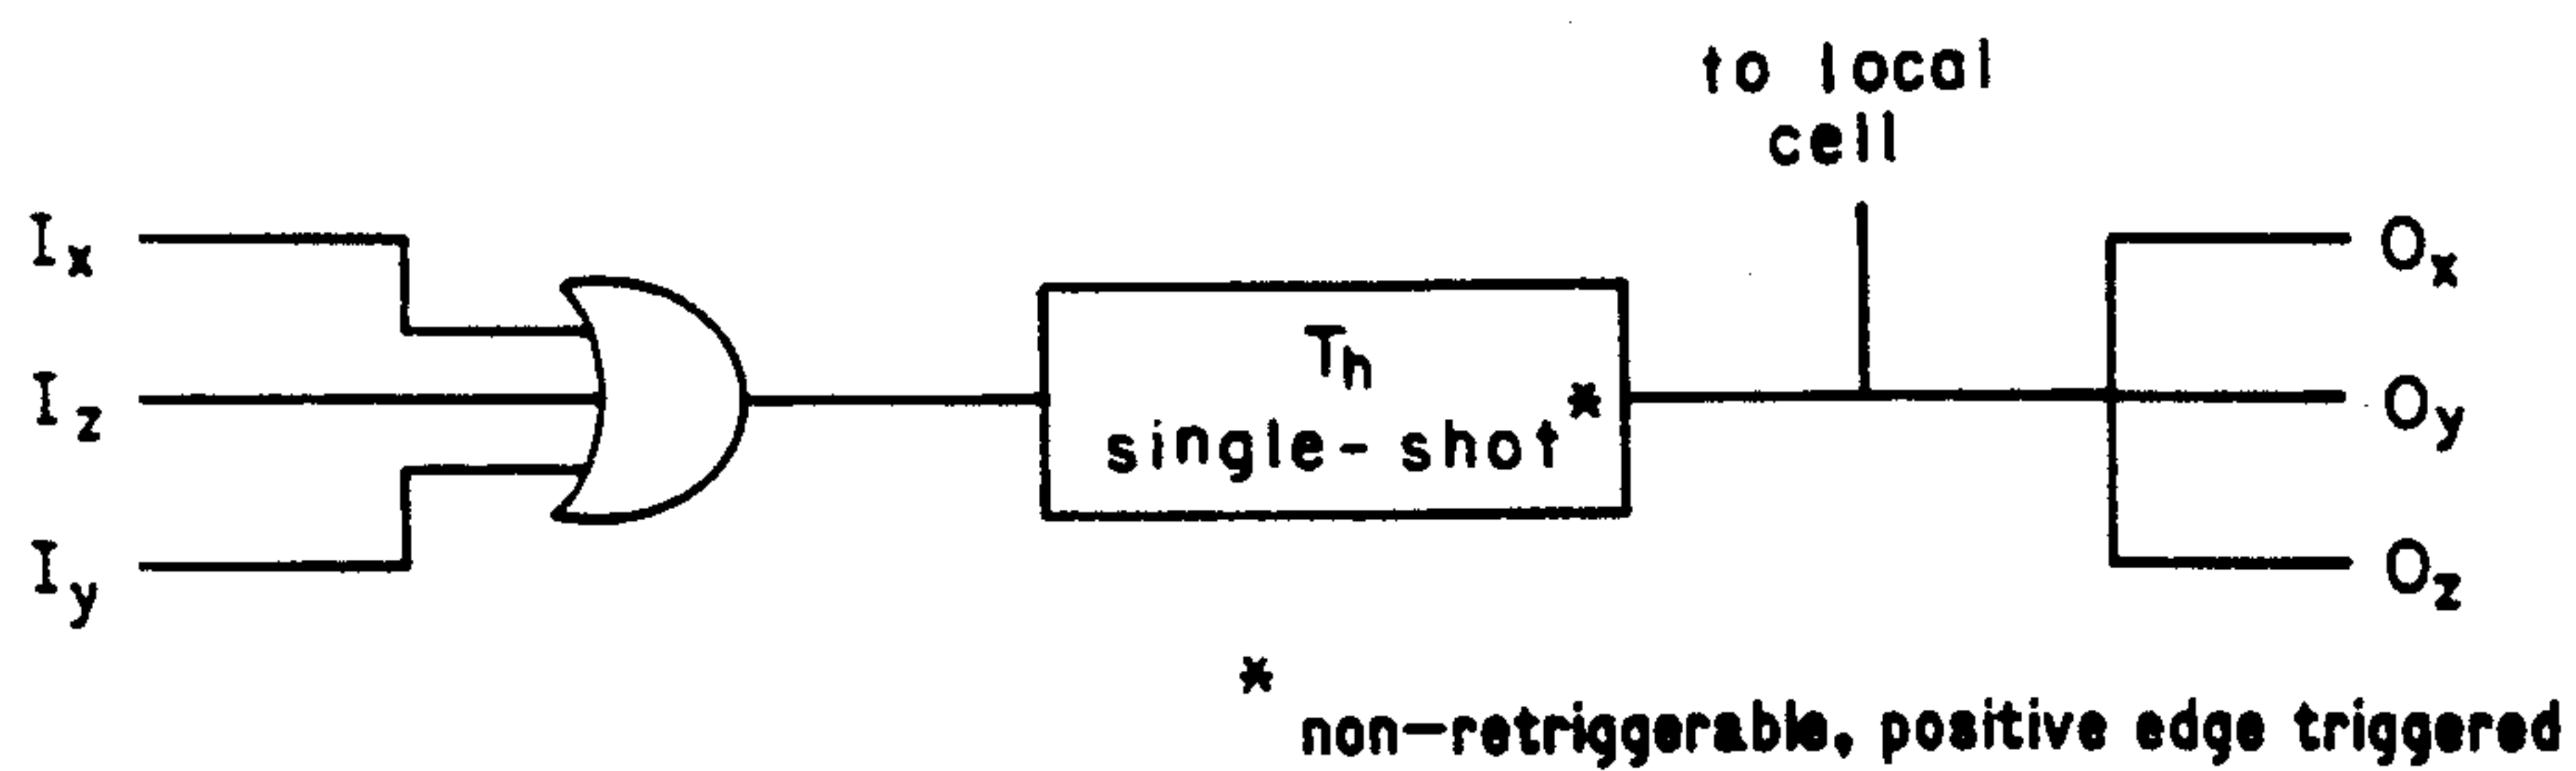 to local
cell
Ix
Ox
Th
Iz
single-shot*
Oy
Iy
Oz
*
non-retriggerable, positive edge triggered